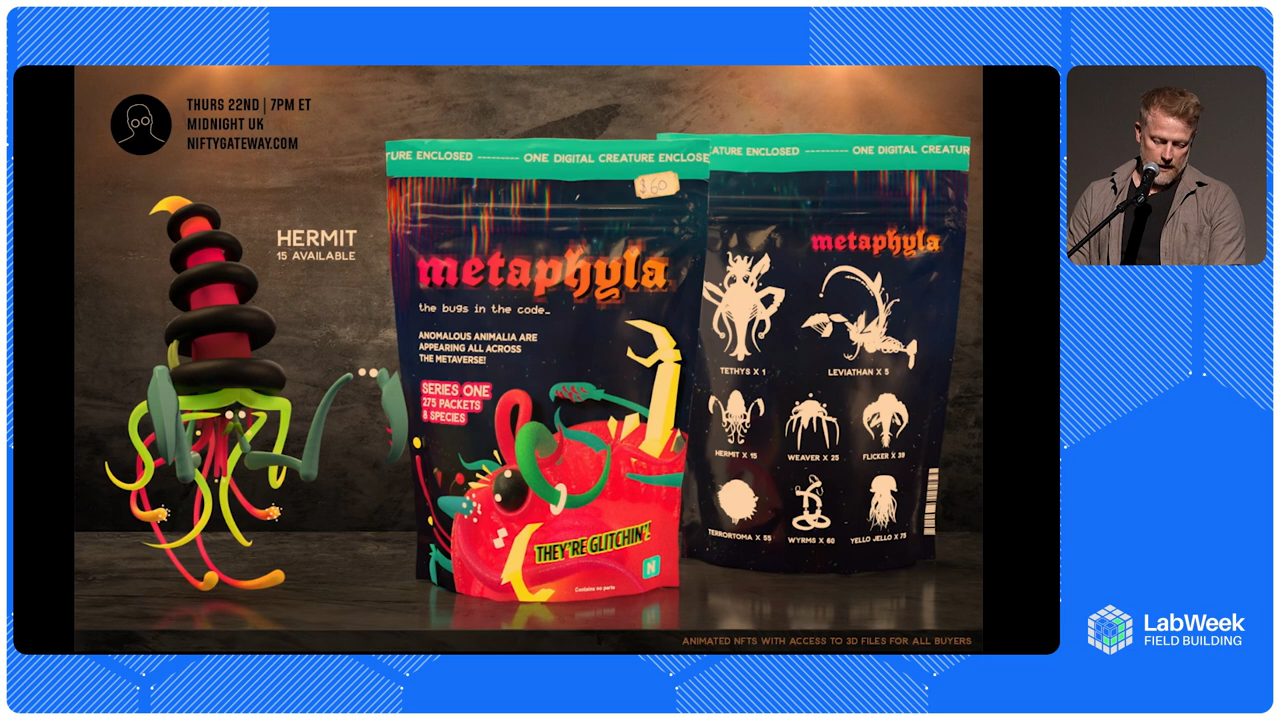 THURS 22ND | 7PM ET
MIDNIGHT UK
NIFTYGATEWAY.COM
HERMIT
15 AVAILABLE
TURE ENCLOSED --------- ONE DIGITAL CREATURE ENCLOSE
$60
metaphyla
the bugs in the code_
ANOMALOUS ANIMALIA ARE
APPEARING ALL ACROSS
THE METAVERSE!
SERIES ONE
275 PACKETS
8 SPECIES
THEY'RE GLITCHIN'!
N
Contains no parts
EATURE ENCLOSED --------- ONE DIGITAL CREATUR
metaphyla
TETHYS X 1
LEVIATHAN X 5
HERMIT X 15
WEAVER X 25
FLICKER X 39
TERRORTOMA X 55
WYRMS X 60
YELLO JELLO X 75
ANIMATED NFTS WITH ACCESS TO 3D FILES FOR ALL BUYERS
LabWeek
FIELD BUILDING